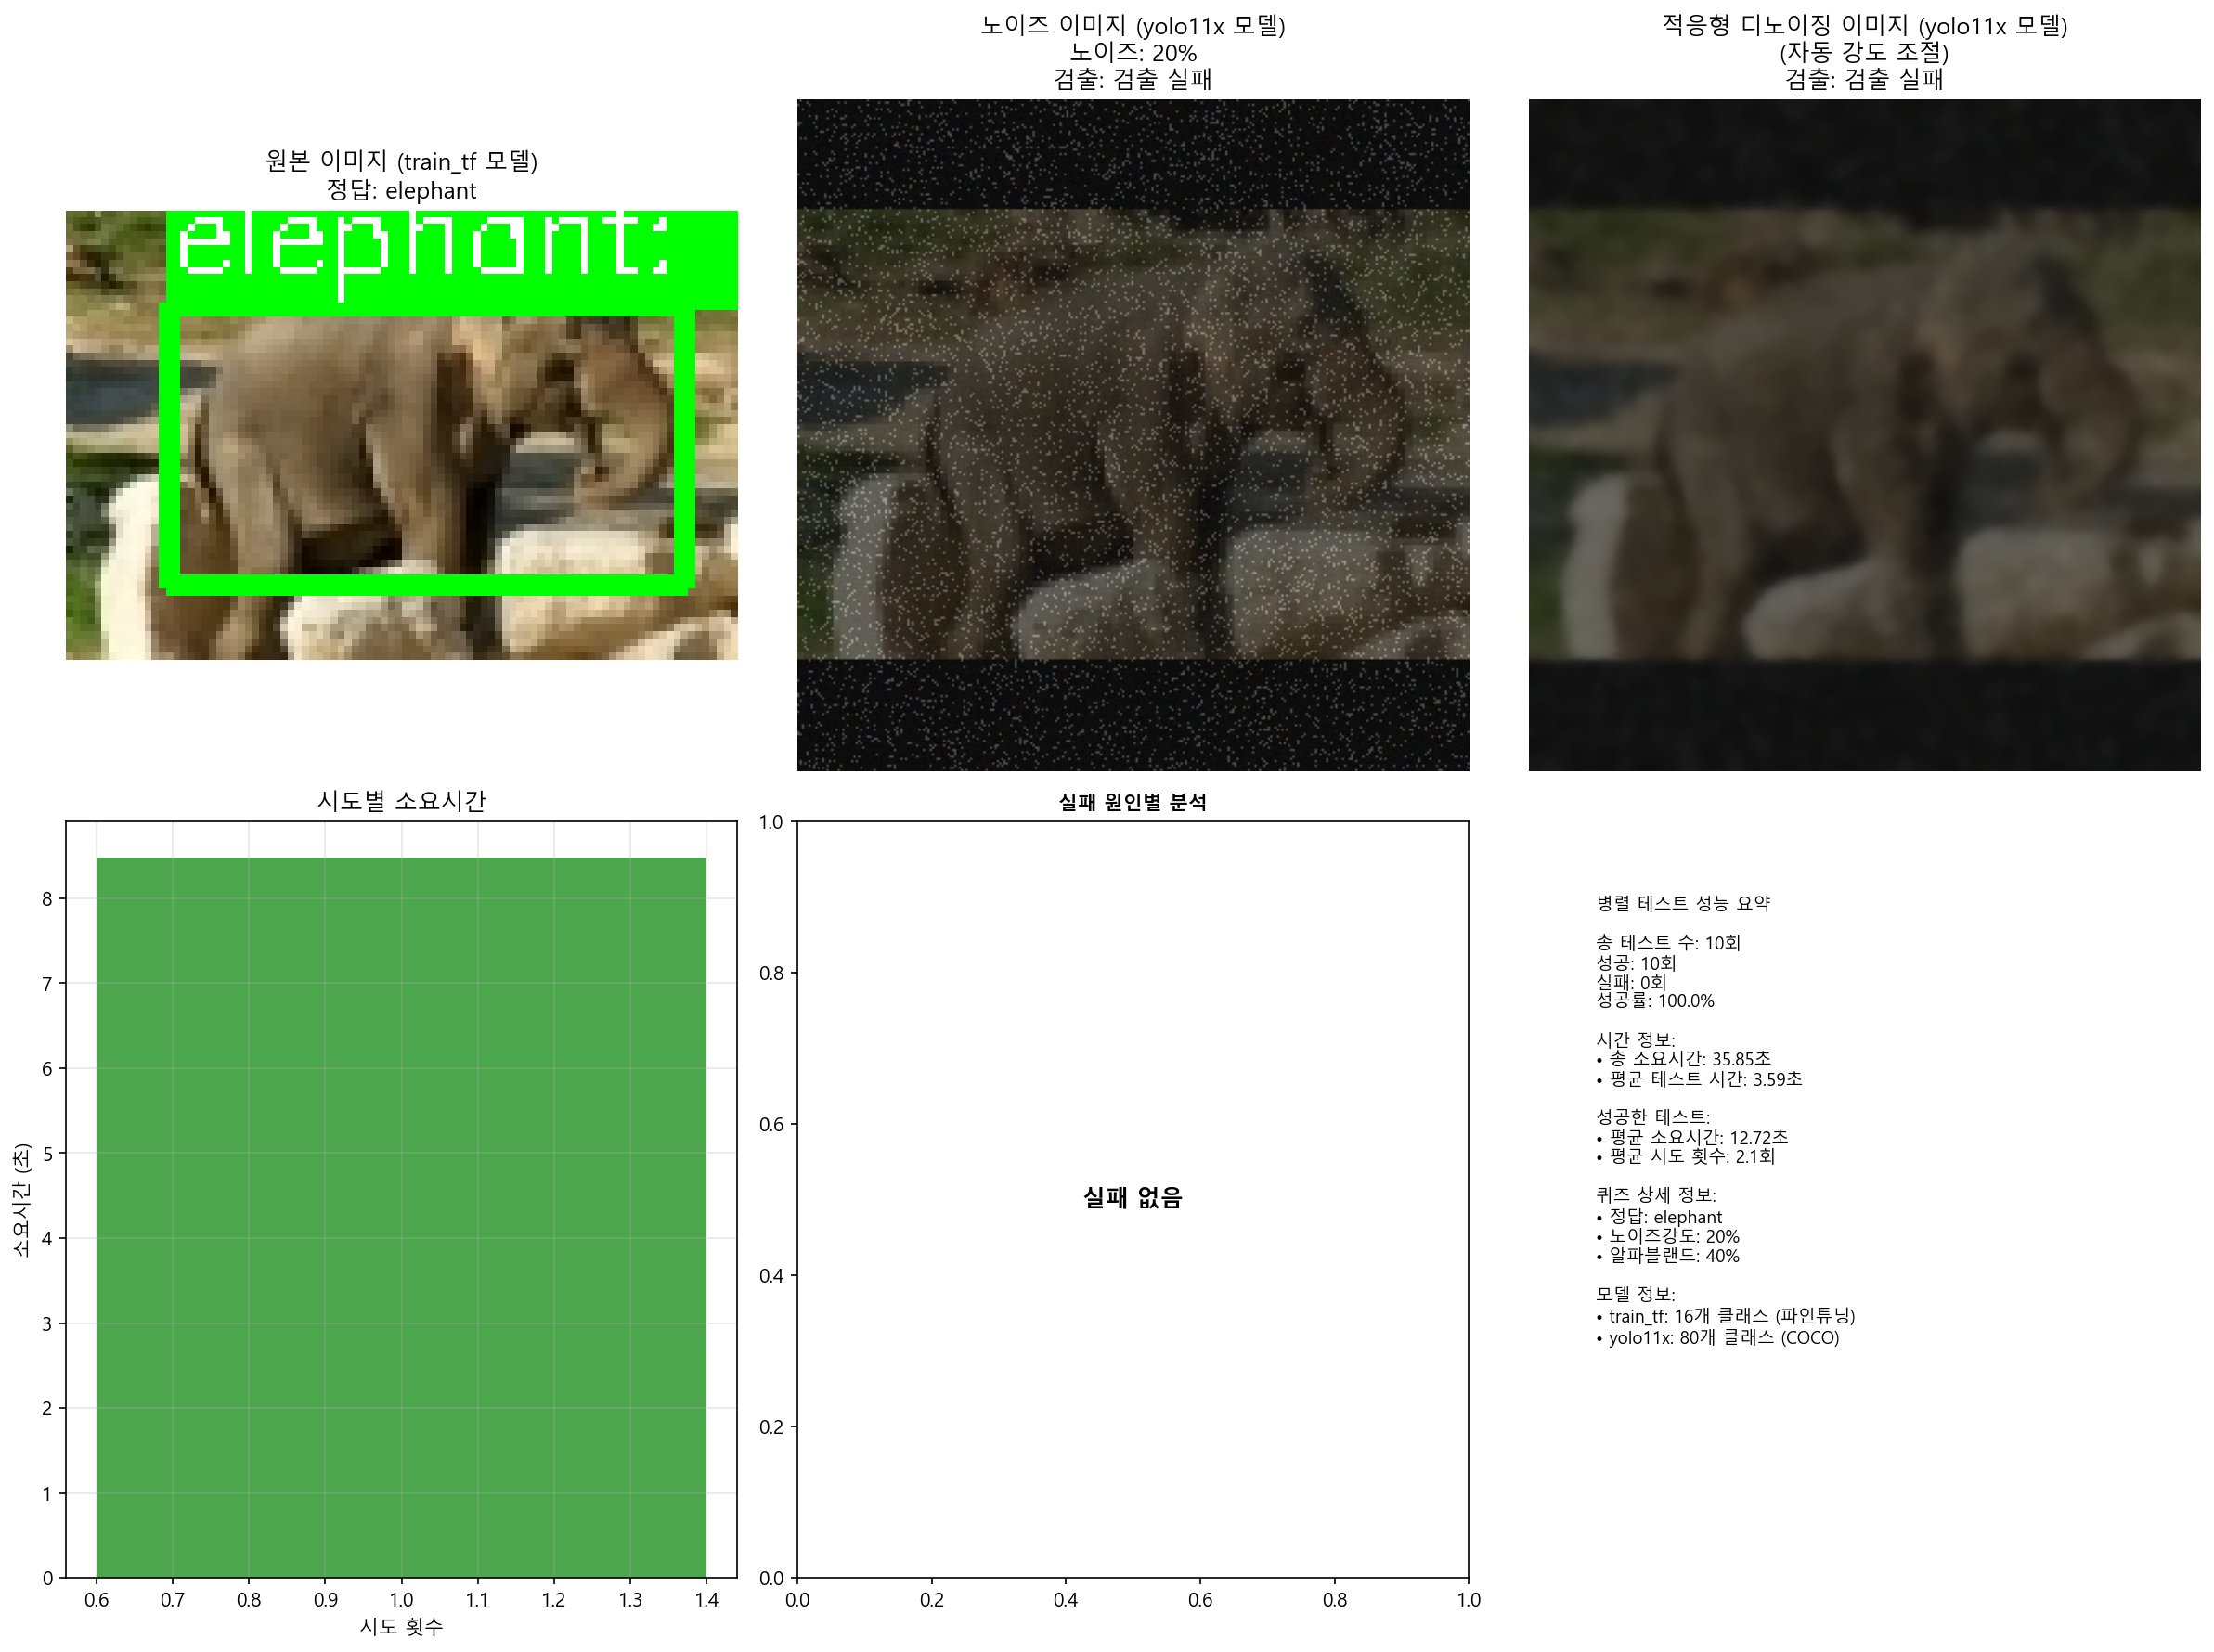 원본 이미지 (train_tf 모델)
정답: elephant
elephant:
노이즈 이미지 (yolo11x 모델)
노이즈: 20%
검출: 검출 실패
적응형 디노이징 이미지 (yolo11x 모델)
(자동 강도 조절)
검출: 검출 실패
시도별 소요시간
소요시간 (초)
8
7
6
5
4
3
2
1
0
0.6 0.7 0.8 0.9 1.0 1.1 1.2 1.3 1.4
시도 횟수
실패 원인별 분석
1.0
0.8
0.6
0.4
0.2
0.0
실패 없음
0.0 0.2 0.4 0.6 0.8 1.0
병렬 테스트 성능 요약
총 테스트 수: 10회
성공: 10회
실패: 0회
성공률: 100.0%
시간 정보:
• 총 소요시간: 35.85초
• 평균 테스트 시간: 3.59초
성공한 테스트:
• 평균 소요시간: 12.72초
• 평균 시도 횟수: 2.1회
퀴즈 상세 정보:
• 정답: elephant
• 노이즈강도: 20%
• 알파블랜드: 40%
모델 정보:
• train_tf: 16개 클래스 (파인튜닝)
• yolo11x: 80개 클래스 (COCO)